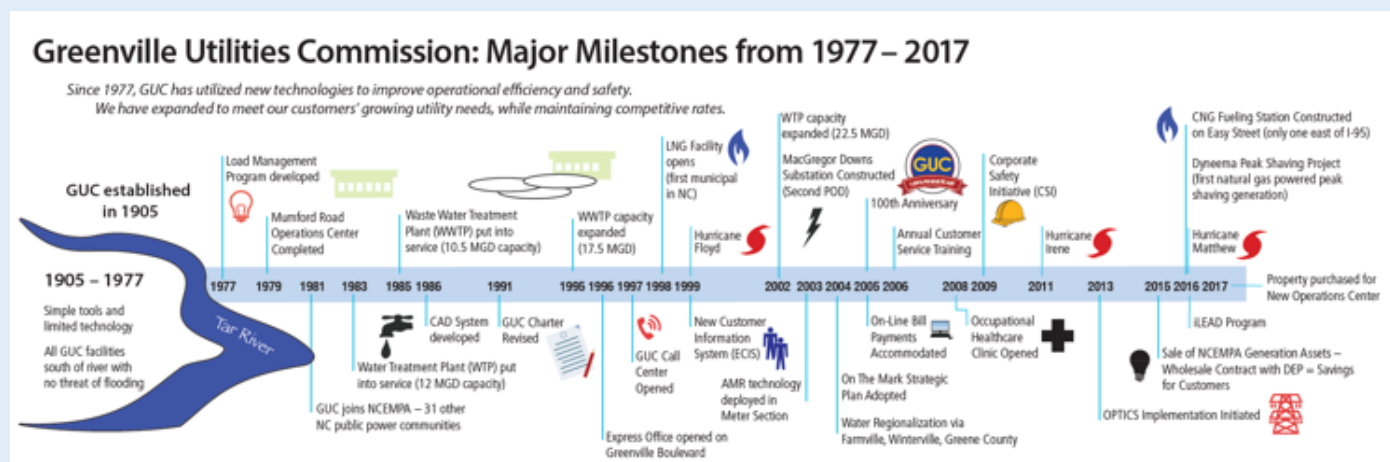 Greenville Utilities Commission: Major Milestones from 1977 – 2017
Since 1977, GUC has utilized new technologies to improve operational efficiency and safety.
We have expanded to meet our customers' growing utility needs, while maintaining competitive rates.
GUC established
in 1905
1905 – 1977
Simple tools and
limited technology
All GUC facilities
south of river with
no threat of flooding
Tar River
Load Management
Program developed
Mumford Road
Operations Center
Completed
Waste Water Treatment
Plant (WWTP) put into
service (10.5 MGD capacity)
WWTP capacity
expanded
(17.5 MGD)
LNG Facility
opens
(first municipal
in NC)
Hurricane
Floyd
WTP capacity
expanded (22.5 MGD)
MacGregor Downs
Substation Constructed
(Second POD)
GUC
100th Anniversary
Annual Customer
Service Training
Corporate
Safety
Initiative (CSI)
Hurricane
Irene
CNG Fueling Station Constructed
on Easy Street (only one east of I-95)
Dyneema Peak Shaving Project
(first natural gas powered peak
shaving generation)
Hurricane
Matthew
1977 1979 1981 1983 1985 1986 1991 1995 1996 1997 1998 1999 2002 2003 2004 2005 2006 2008 2009 2011 2013 2015 2016 2017
Property purchased for
New Operations Center
GUC joins NCEMPA – 31 other
NC public power communities
Water Treatment Plant (WTP) put
into service (12 MGD capacity)
CAD System
developed
GUC Charter
Revised
Express Office opened on
Greenville Boulevard
GUC Call
Center
Opened
New Customer
Information
System (ECIS)
AMR technology
deployed in
Meter Section
Water Regionalization via
Farmville, Winterville, Greene County
On The Mark Strategic
Plan Adopted
On-Line Bill
Payments
Accommodated
Occupational
Healthcare
Clinic Opened
OPTICS Implementation Initiated
Sale of NCEMPA Generation Assets –
Wholesale Contract with DEP = Savings
for Customers
iLEAD Program